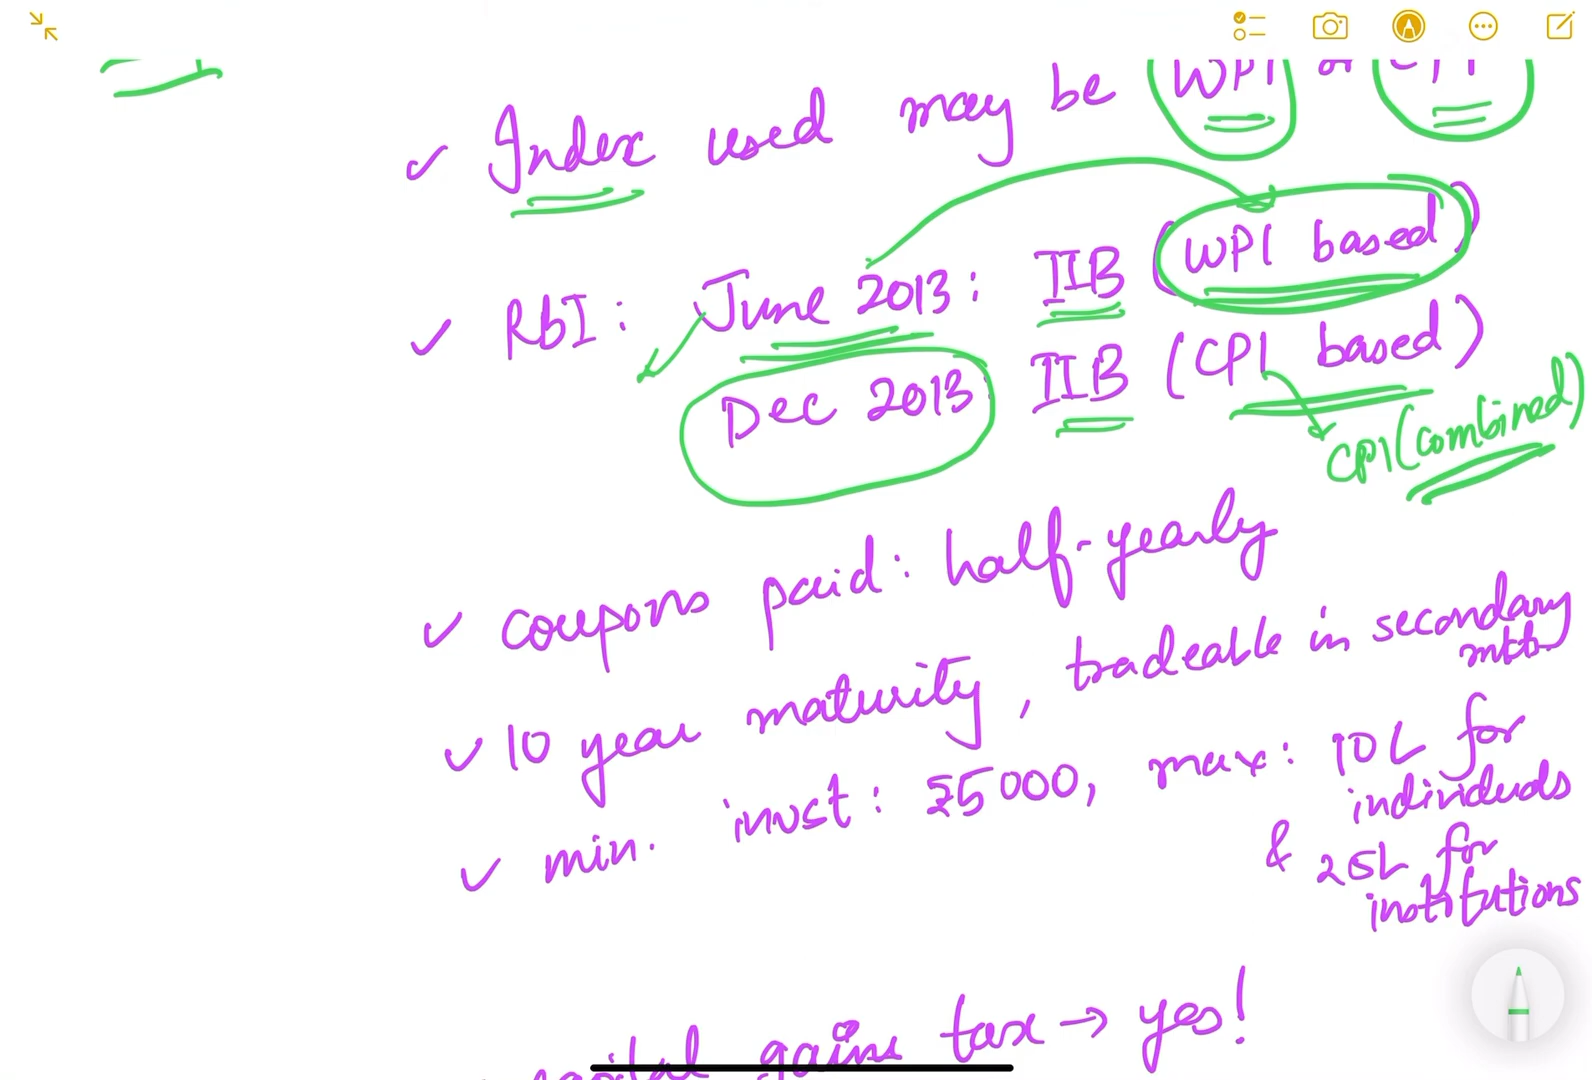 ✓ Index used may be WPI or CPI
✓ RBI : June 2013 : IIB (WPI based)
Dec 2013 : IIB (CPI based)
CPI (combined)
✓ coupons paid : half-yearly
✓ 10 year maturity, tradeable in secondary mkt.
✓ min. invst : ₹5000, max : 10L for individuals
& 25L for institutions
capital gains tax → yes!